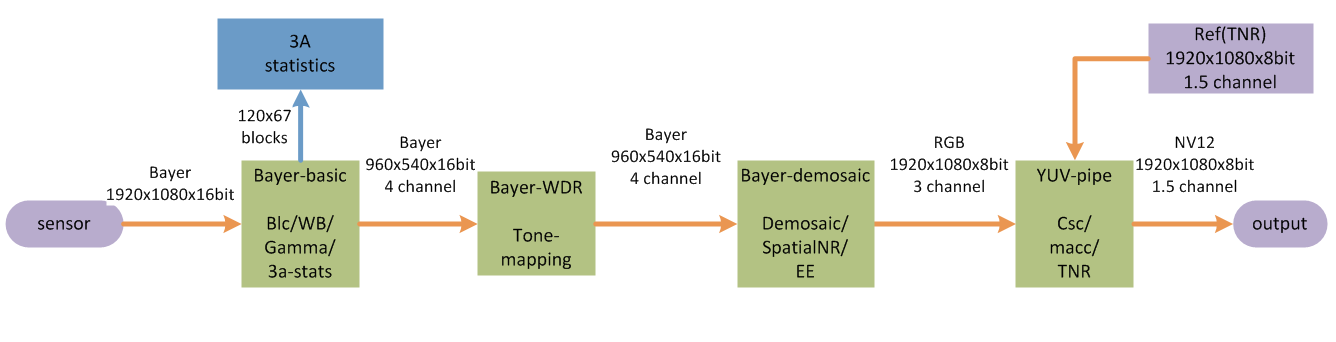 3A
statistics
Ref(TNR)
1920x1080x8bit
1.5 channel
120x67
blocks
Bayer
1920x1080x16bit
Bayer
960x540x16bit
4 channel
Bayer
960x540x16bit
4 channel
RGB
1920x1080x8bit
3 channel
NV12
1920x1080x8bit
1.5 channel
sensor
Bayer-basic
Blc/WB/
Gamma/
3a-stats
Bayer-WDR
Tone-
mapping
Bayer-demosaic
Demosaic/
SpatialNR/
EE
YUV-pipe
Csc/
macc/
TNR
output